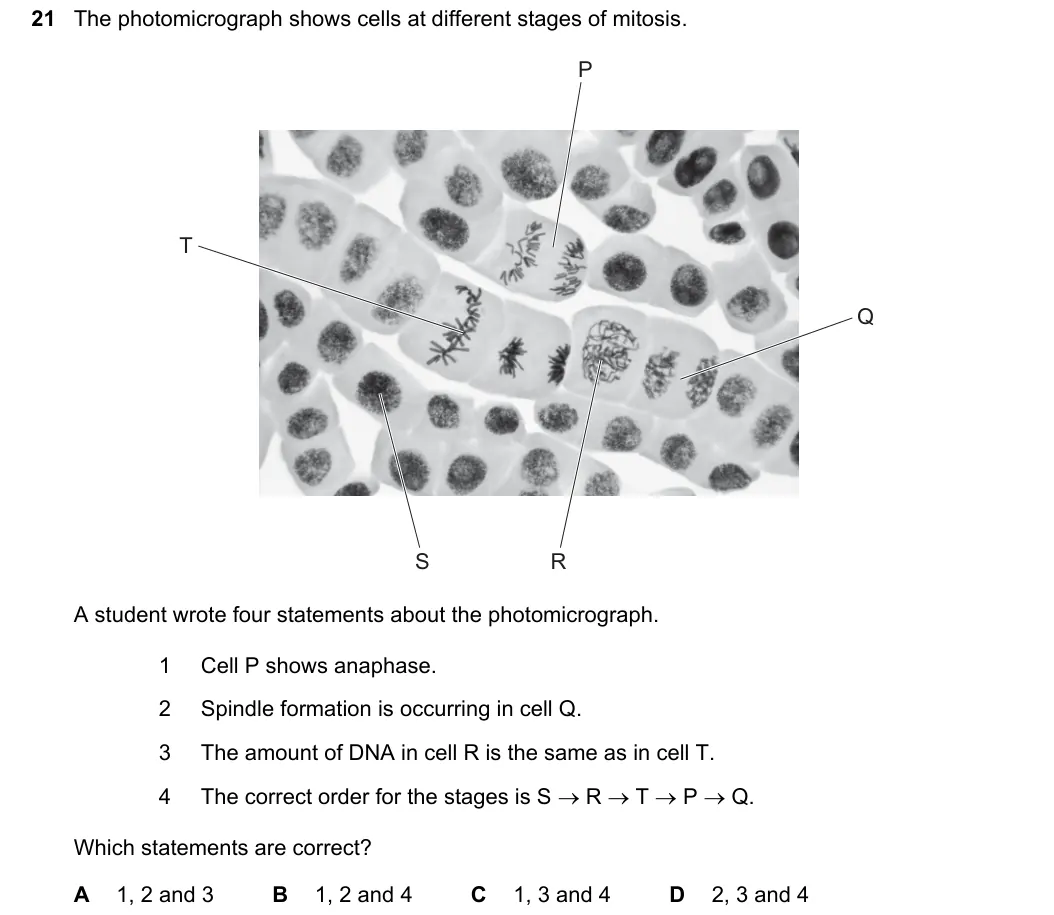 21 The photomicrograph shows cells at different stages of mitosis.
P
T
Q
S
R
A student wrote four statements about the photomicrograph.
1 Cell P shows anaphase.
2 Spindle formation is occurring in cell Q.
3 The amount of DNA in cell R is the same as in cell T.
4 The correct order for the stages is S → R → T → P → Q.
Which statements are correct?
A 1, 2 and 3 B 1, 2 and 4 C 1, 3 and 4 D 2, 3 and 4